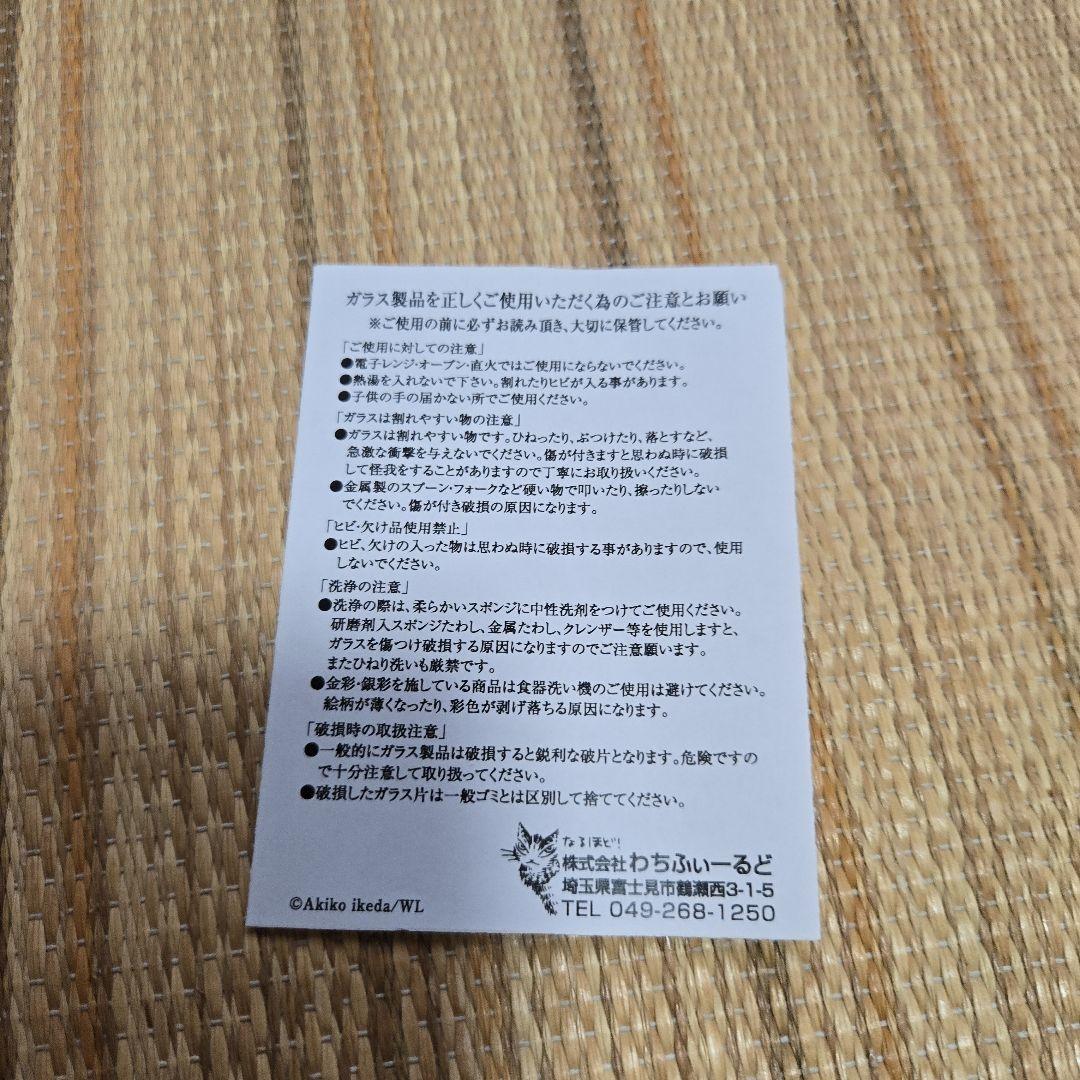 ガラス製品を正しくご使用いただく為のご注意とお願い
※ご使用の前に必ずお読み頂き、大切に保管してください。
「ご使用に対しての注意」
●電子レンジ・オーブン・直火ではご使用にならないでください。
●熱湯を入れないで下さい。割れたりヒビが入る事があります。
●子供の手の届かない所でご使用ください。
「ガラスは割れやすい物の注意」
●ガラスは割れやすい物です。ひねったり、ぶつけたり、落とすなど、
急激な衝撃を与えないでください。傷が付きますと思わぬ時に破損
して怪我をすることがありますので丁寧にお取り扱いください。
●金属製のスプーン・フォークなど硬い物で叩いたり、擦ったりしない
でください。傷が付き破損の原因になります。
「ヒビ・欠け品使用禁止」
●ヒビ、欠けの入った物は思わぬ時に破損する事がありますので、使用
しないでください。
「洗浄の注意」
●洗浄の際は、柔らかいスポンジに中性洗剤をつけてご使用ください。
研磨剤入スポンジたわし、金属たわし、クレンザー等を使用しますと、
ガラスを傷つけ破損する原因になりますのでご注意願います。
またひねり洗いも厳禁です。
●金彩・銀彩を施している商品は食器洗い機のご使用は避けてください。
絵柄が薄くなったり、彩色が剥げ落ちる原因になります。
「破損時の取扱注意」
●一般的にガラス製品は破損すると鋭利な破片となります。危険ですの
で十分注意して取り扱ってください。
●破損したガラス片は一般ゴミとは区別して捨ててください。
なるほど!
株式会社わちふぃーるど
埼玉県富士見市鶴瀬西3-1-5
TEL 049-268-1250
©Akiko ikeda/WL